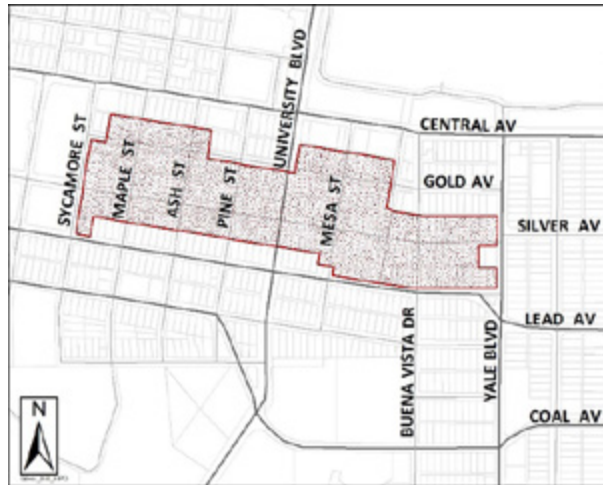 UNIVERSITY BLVD
CENTRAL AV
SYCAMORE ST
MAPLE ST
ASH ST
PINE ST
MESA ST
GOLD AV
SILVER AV
LEAD AV
BUENA VISTA DR
YALE BLVD
COAL AV
N